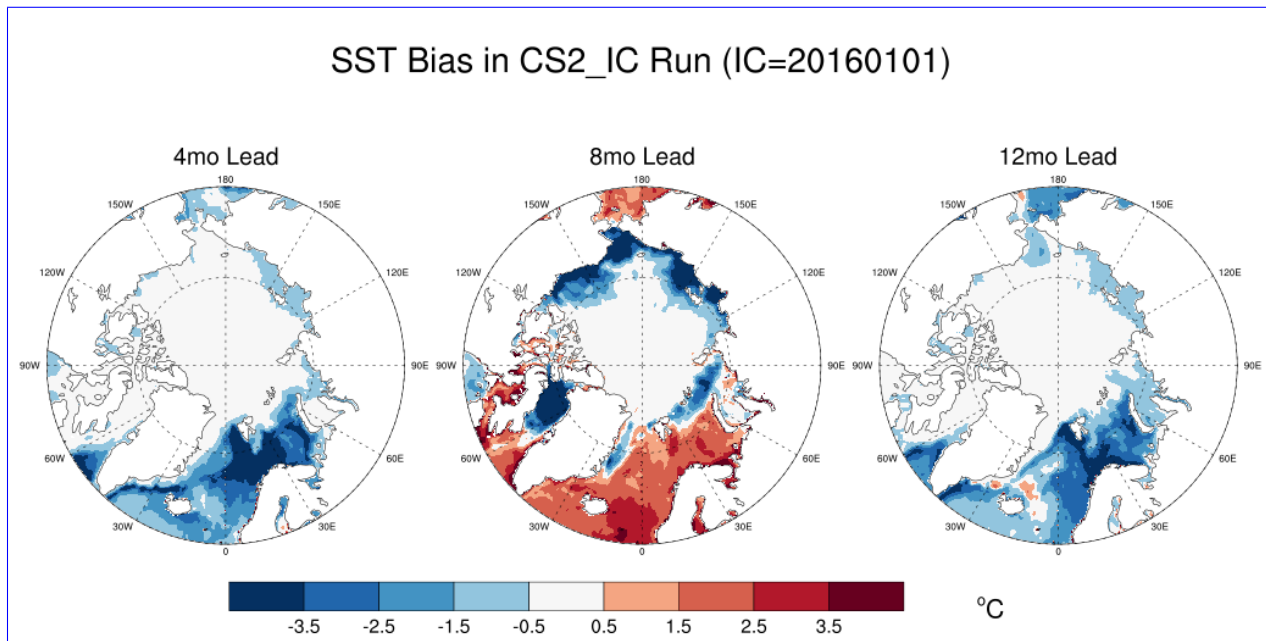 SST Bias in CS2_IC Run (IC=20160101)
4mo Lead
8mo Lead
12mo Lead
180
150W
150E
120W
120E
90W
90E
60W
60E
30W
30E
0
180
150W
150E
120W
120E
90W
90E
60W
60E
30W
30E
0
180
150W
150E
120W
120E
90W
90E
60W
60E
30W
30E
0
-3.5 -2.5 -1.5 -0.5 0.5 1.5 2.5 3.5
°C